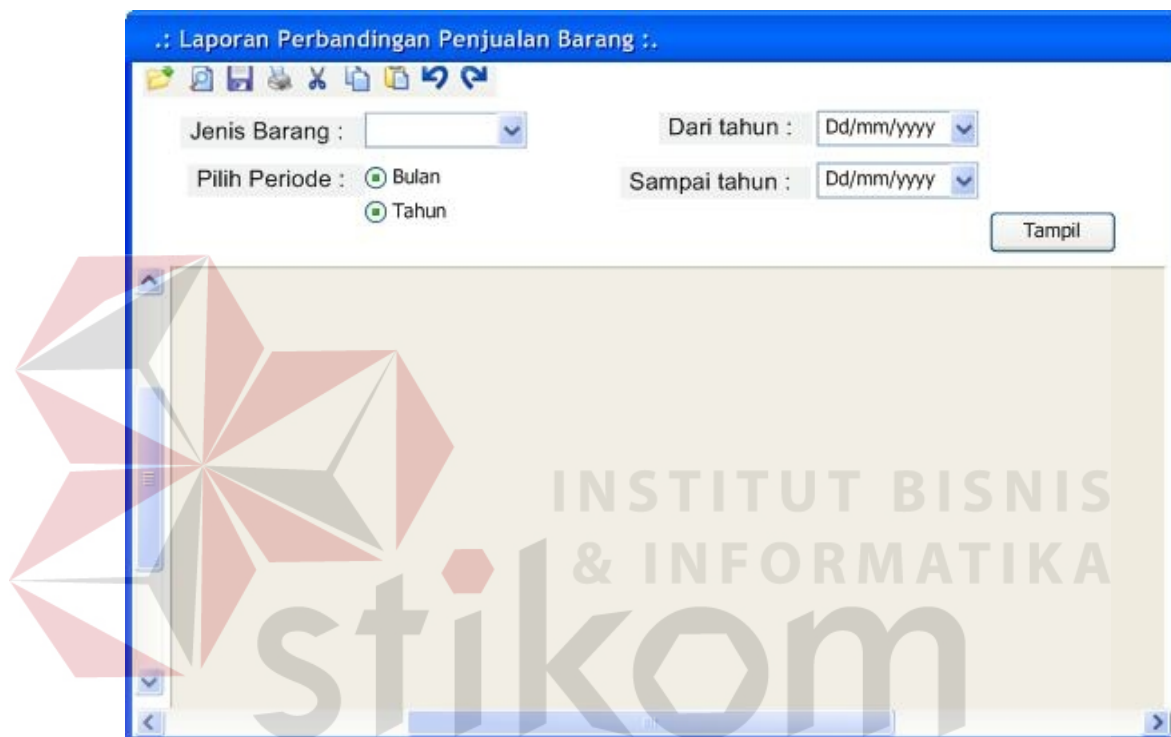 .: Laporan Perbandingan Penjualan Barang :.
Jenis Barang :
Dari tahun : Dd/mm/yyyy
Pilih Periode : Bulan
Sampai tahun : Dd/mm/yyyy
Tahun
Tampil
INSTITUT BISNIS
& INFORMATIKA
stikom